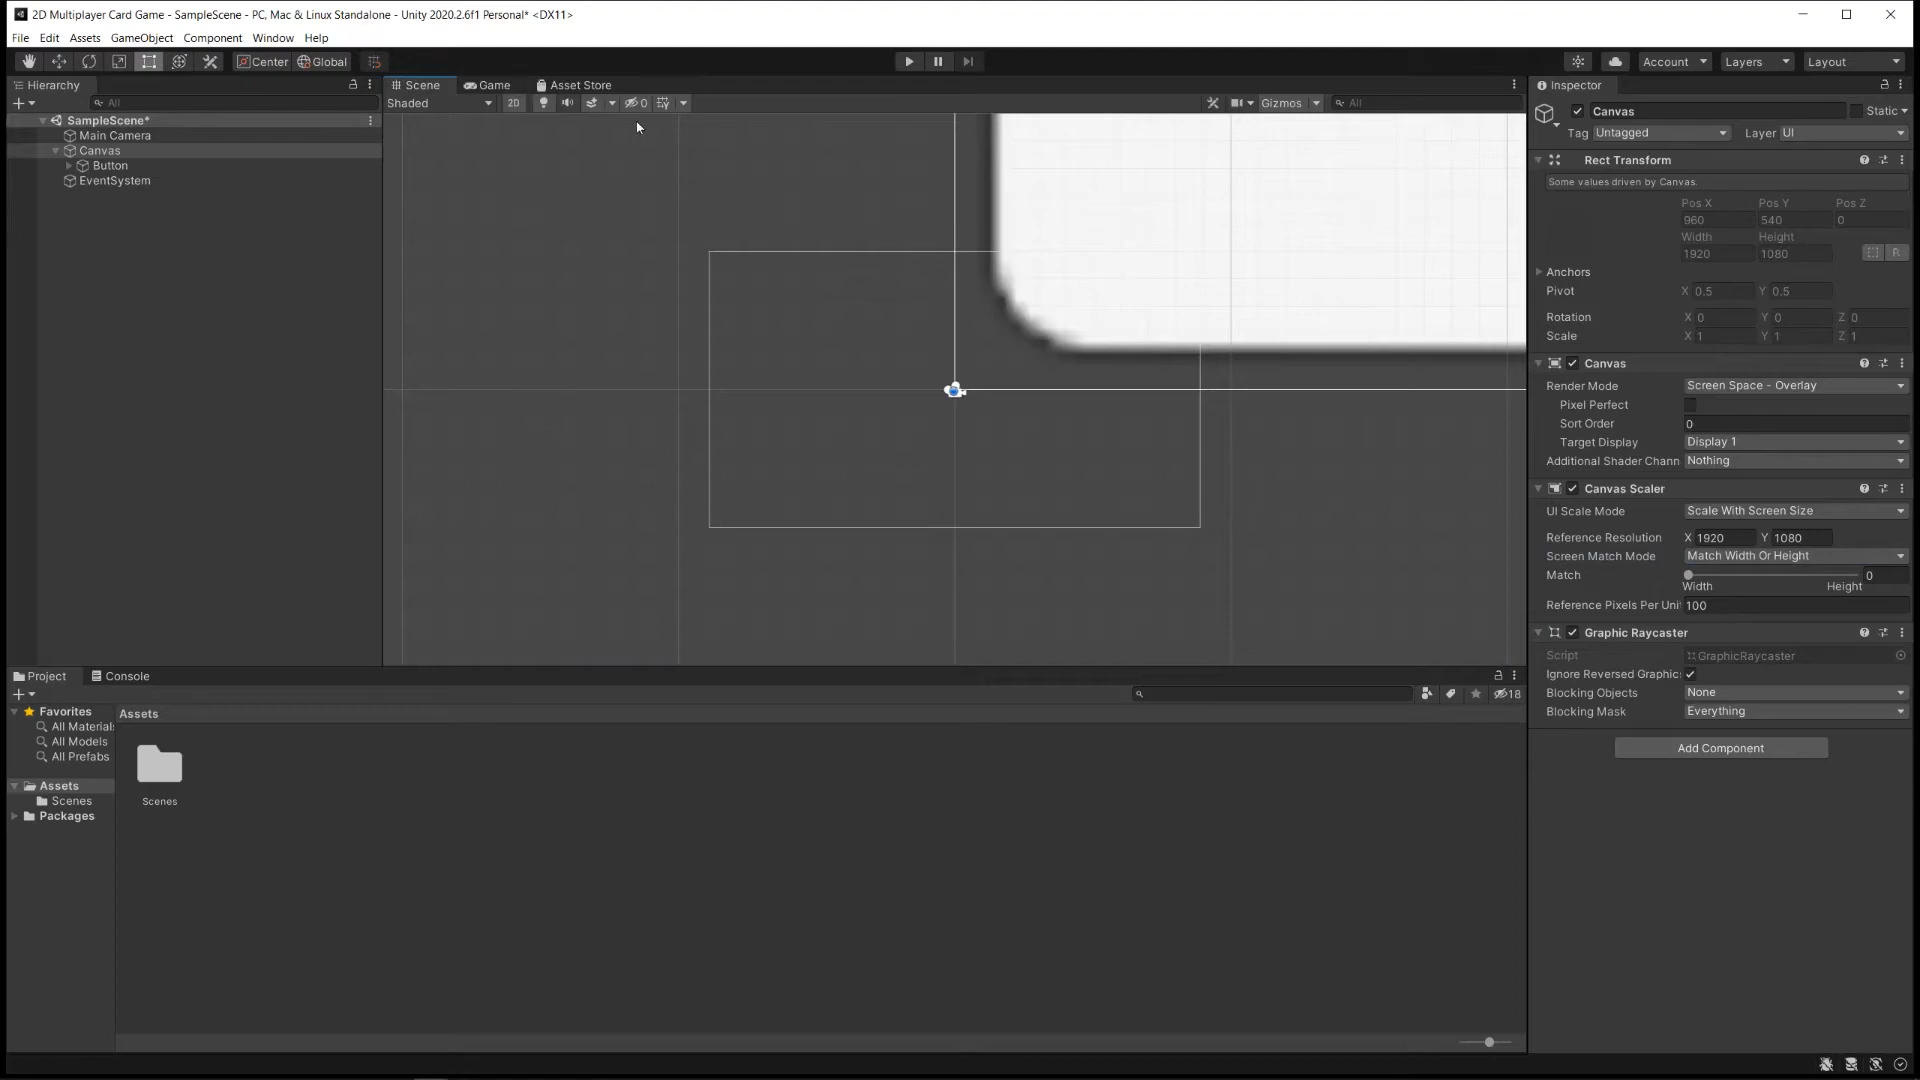 2D Multiplayer Card Game - SampleScene - PC, Mac & Linux Standalone - Unity 2020.2.6f1 Personal* <DX11>
File Edit Assets GameObject Component Window Help
Center Global Account Layers Layout
Hierarchy
All
SampleScene*
Main Camera
Canvas
Button
EventSystem
Scene Game Asset Store
Shaded 2D 0 Gizmos All
Inspector
Canvas Static
Tag Untagged Layer UI
Rect Transform
Some values driven by Canvas.
Pos X Pos Y Pos Z
960 540 0
Width Height
1920 1080 R
Anchors
Pivot X 0.5 Y 0.5
Rotation X 0 Y 0 Z 0
Scale X 1 Y 1 Z 1
Canvas
Render Mode Screen Space - Overlay
Pixel Perfect
Sort Order 0
Target Display Display 1
Additional Shader Chann Nothing
Canvas Scaler
UI Scale Mode Scale With Screen Size
Reference Resolution X 1920 Y 1080
Screen Match Mode Match Width Or Height
Match 0
Width Height
Reference Pixels Per Uni 100
Graphic Raycaster
Script GraphicRaycaster
Ignore Reversed Graphic
Blocking Objects None
Blocking Mask Everything
Add Component
Project Console
18
Favorites
All Material
All Models
All Prefabs
Assets
Scenes
Packages
Assets
Scenes